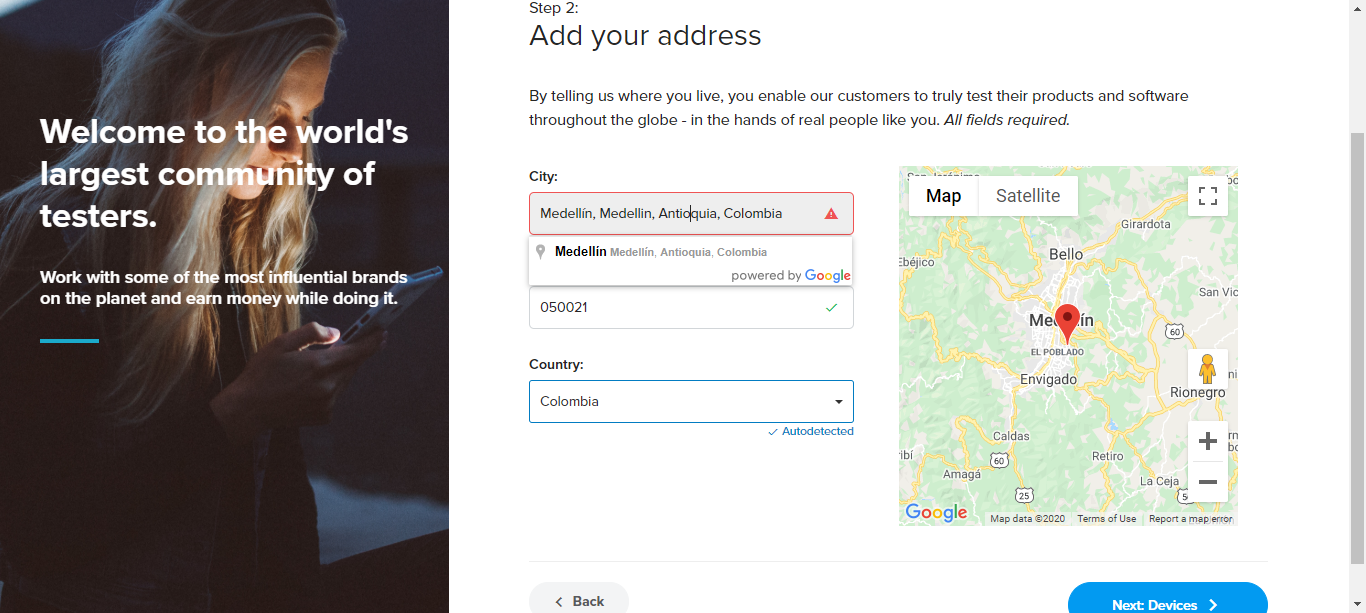 Welcome to the world's
largest community of
testers.
Work with some of the most influential brands
on the planet and earn money while doing it.
Step 2:
Add your address
By telling us where you live, you enable our customers to truly test their products and software
throughout the globe - in the hands of real people like you. All fields required.
City:
Medellín, Medellin, Antioquia, Colombia
Medellín Medellín, Antioquia, Colombia
powered by Google
050021
Country:
Colombia
Autodetected
Map Satellite
Girardota
Bello
Ebéjico
San Vic
60
EL POBLADO
Envigado
Rionegro
Caldas
60
Retiro
Amagá
La Ceja
25
Google
Map data ©2020 Terms of Use Report a map error
Back
Next: Devices